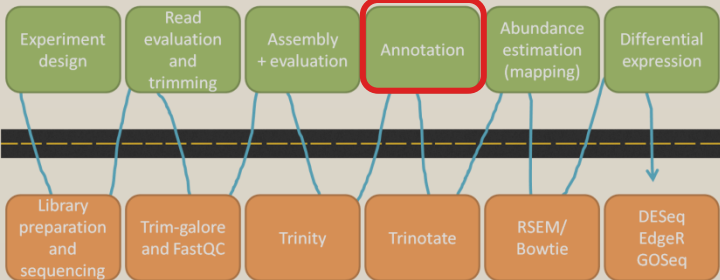 Experiment
design
Read
evaluation
and
trimming
Assembly
+ evaluation
Annotation
Abundance
estimation
(mapping)
Differential
expression
Library
preparation
and
sequencing
Trim-galore
and FastQC
Trinity
Trinotate
RSEM/
Bowtie
DESeq
EdgeR
GOSeq